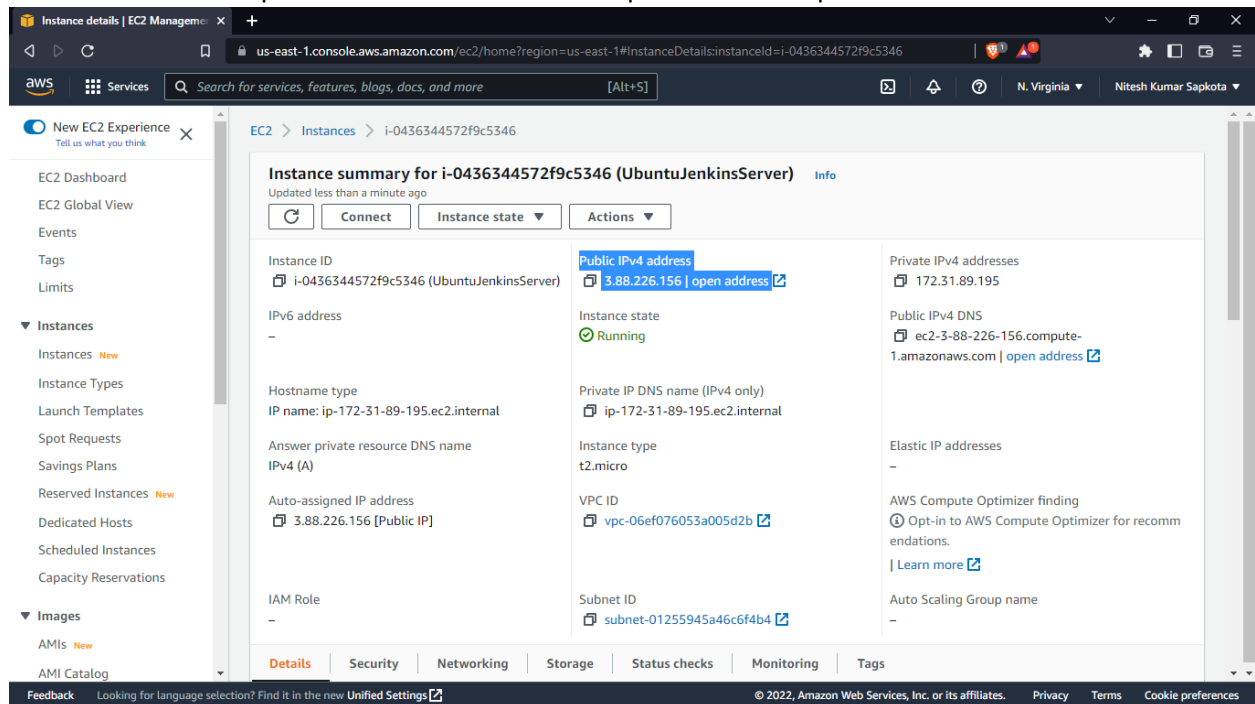 Instance details | EC2 Managemen
us-east-1.console.aws.amazon.com/ec2/home?region=us-east-1#InstanceDetails:instanceId=i-0436344572f9c5346
aws Services Search for services, features, blogs, docs, and more [Alt+S] N. Virginia ▼ Nitesh Kumar Sapkota ▼
New EC2 Experience
Tell us what you think
EC2 Dashboard
EC2 Global View
Events
Tags
Limits
▼ Instances
Instances New
Instance Types
Launch Templates
Spot Requests
Savings Plans
Reserved Instances New
Dedicated Hosts
Scheduled Instances
Capacity Reservations
▼ Images
AMIs New
AMI Catalog
EC2 > Instances > i-0436344572f9c5346
Instance summary for i-0436344572f9c5346 (UbuntuJenkinsServer) Info
Updated less than a minute ago
Connect Instance state ▼ Actions ▼
Instance ID
i-0436344572f9c5346 (UbuntuJenkinsServer)
Public IPv4 address
3.88.226.156 | open address
Private IPv4 addresses
172.31.89.195
IPv6 address
–
Instance state
Running
Public IPv4 DNS
ec2-3-88-226-156.compute-
1.amazonaws.com | open address
Hostname type
IP name: ip-172-31-89-195.ec2.internal
Private IP DNS name (IPv4 only)
ip-172-31-89-195.ec2.internal
Answer private resource DNS name
IPv4 (A)
Instance type
t2.micro
Elastic IP addresses
–
Auto-assigned IP address
3.88.226.156 [Public IP]
VPC ID
vpc-06ef076053a005d2b
AWS Compute Optimizer finding
Opt-in to AWS Compute Optimizer for recomm
endations.
| Learn more
IAM Role
–
Subnet ID
subnet-01255945a46c6f4b4
Auto Scaling Group name
–
Details Security Networking Storage Status checks Monitoring Tags
Feedback Looking for language selection? Find it in the new Unified Settings © 2022, Amazon Web Services, Inc. or its affiliates. Privacy Terms Cookie preferences